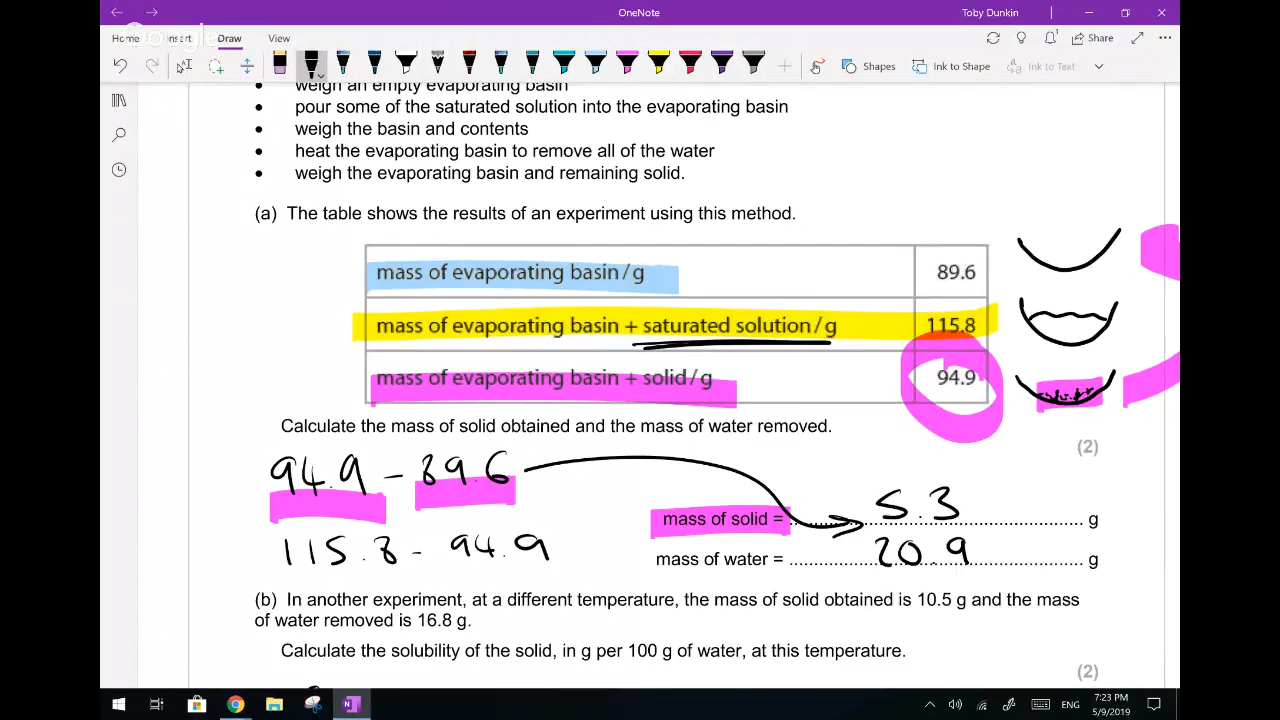 OneNote
Toby Dunkin
Google
Home
Insert
Draw
View
Share
Shapes
Ink to Shape
Ink to Text
• weigh an empty evaporating basin
• pour some of the saturated solution into the evaporating basin
• weigh the basin and contents
• heat the evaporating basin to remove all of the water
• weigh the evaporating basin and remaining solid.
(a) The table shows the results of an experiment using this method.
mass of evaporating basin/g 89.6
mass of evaporating basin + saturated solution/g 115.8
mass of evaporating basin + solid/g 94.9
Calculate the mass of solid obtained and the mass of water removed.
(2)
94.9 - 89.6
mass of solid = 5.3 g
115.8 - 94.9
mass of water = 20.9 g
(b) In another experiment, at a different temperature, the mass of solid obtained is 10.5 g and the mass
of water removed is 16.8 g.
Calculate the solubility of the solid, in g per 100 g of water, at this temperature.
(2)
ENG
7:23 PM
5/9/2019